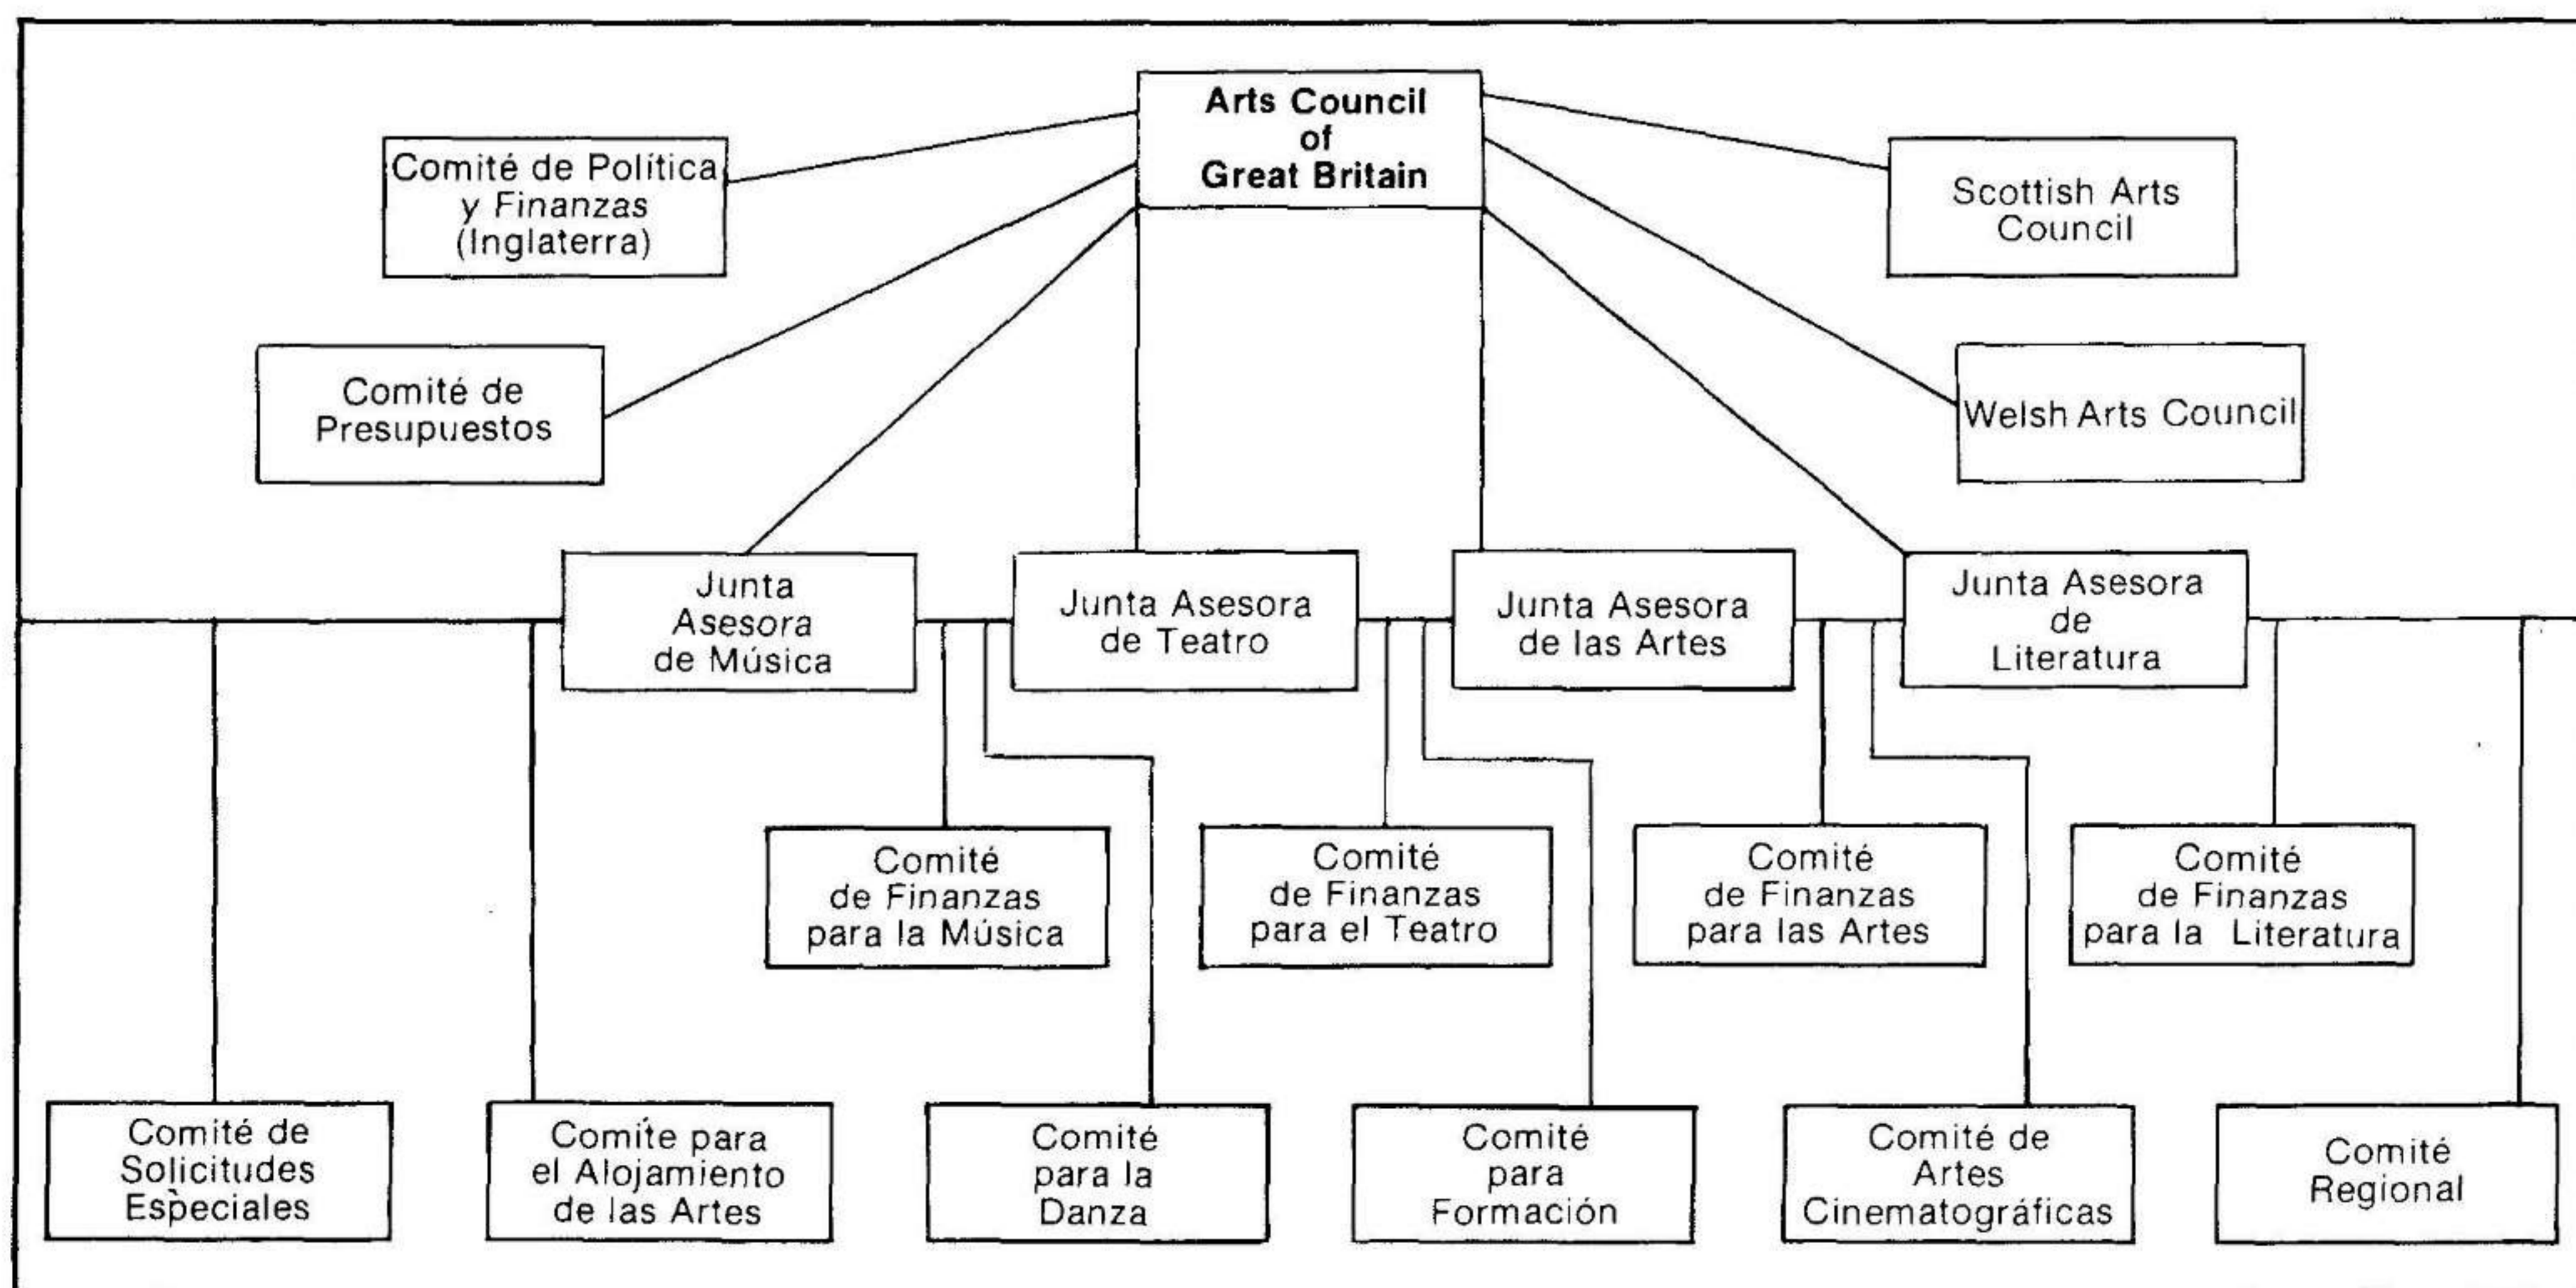 Arts Council
of
Great Britain
Comité de Política
y Finanzas
(Inglaterra)
Scottish Arts
Council
Comité de
Presupuestos
Welsh Arts Council
Junta
Asesora
de Música
Junta Asesora
de Teatro
Junta Asesora
de las Artes
Junta Asesora
de
Literatura
Comité
de Finanzas
para la Música
Comité
de Finanzas
para el Teatro
Comité
de Finanzas
para las Artes
Comité
de Finanzas
para la Literatura
Comité de
Solicitudes
Especiales
Comíte para
el Alojamiento
de las Artes
Comité
para la
Danza
Comité
para
Formación
Comité de
Artes
Cinematográficas
Comité
Regional